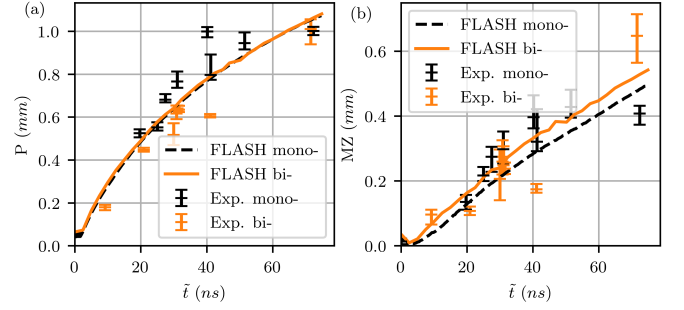 (a)
P (mm)
1.0
0.8
0.6
0.4
0.2
0.0
FLASH mono-
FLASH bi-
Exp. mono-
Exp. bi-
0
20
40
60
t̃ (ns)
(b)
MZ (mm)
0.6
0.4
0.2
0.0
FLASH mono-
FLASH bi-
Exp. mono-
Exp. bi-
0
20
40
60
t̃ (ns)